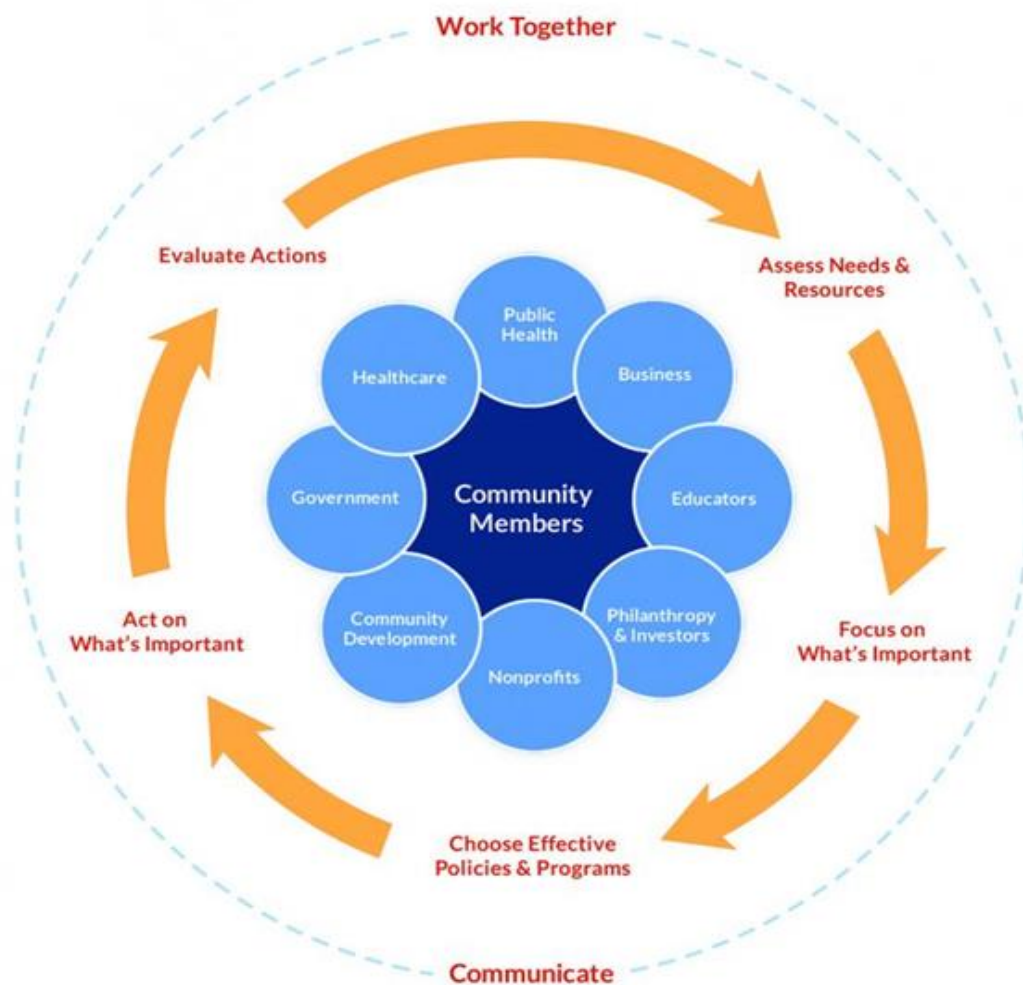 Work Together
Evaluate Actions
Assess Needs &
Resources
Public
Health
Healthcare
Business
Government
Community
Members
Educators
Community
Development
Philanthropy
& Investors
Nonprofits
Act on
What's Important
Focus on
What's Important
Choose Effective
Policies & Programs
Communicate